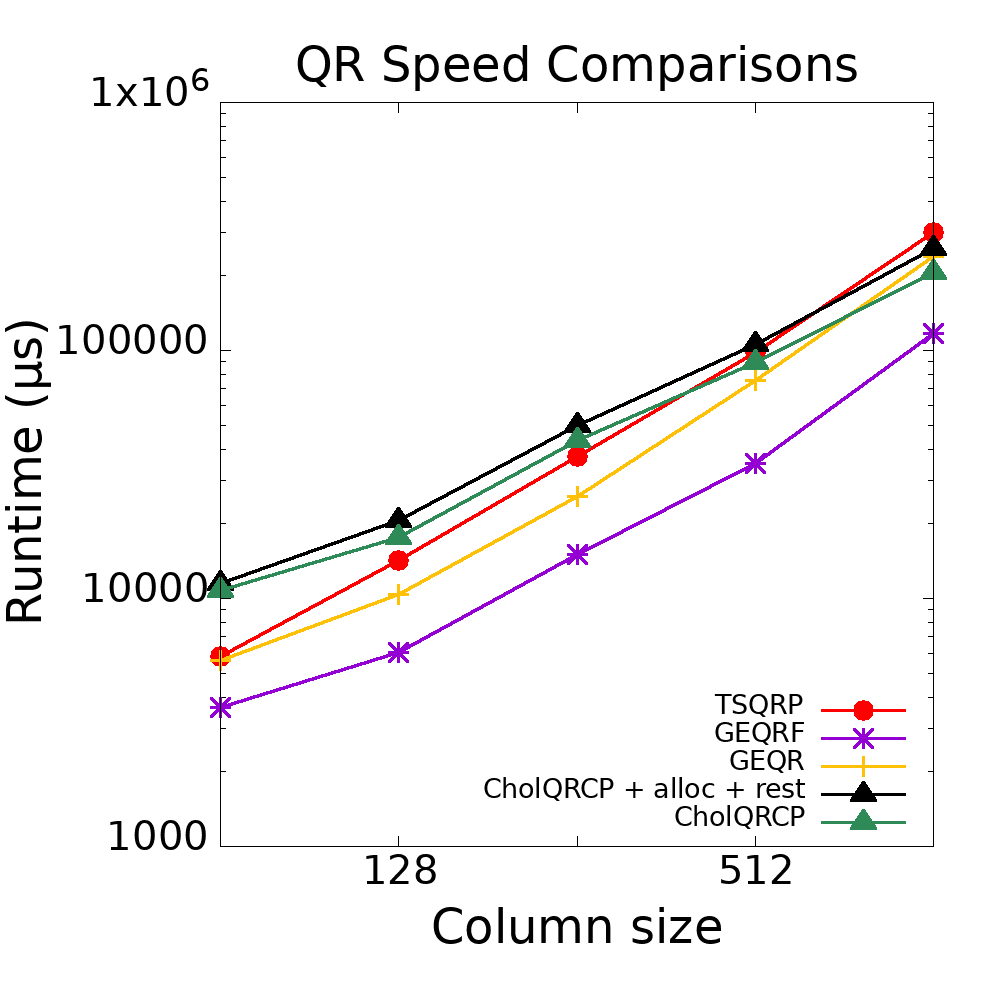 QR Speed Comparisons
1x10⁶
100000
10000
1000
Runtime (µs)
TSQRP
GEQRF
GEQR
CholQRCP + alloc + rest
CholQRCP
128
512
Column size